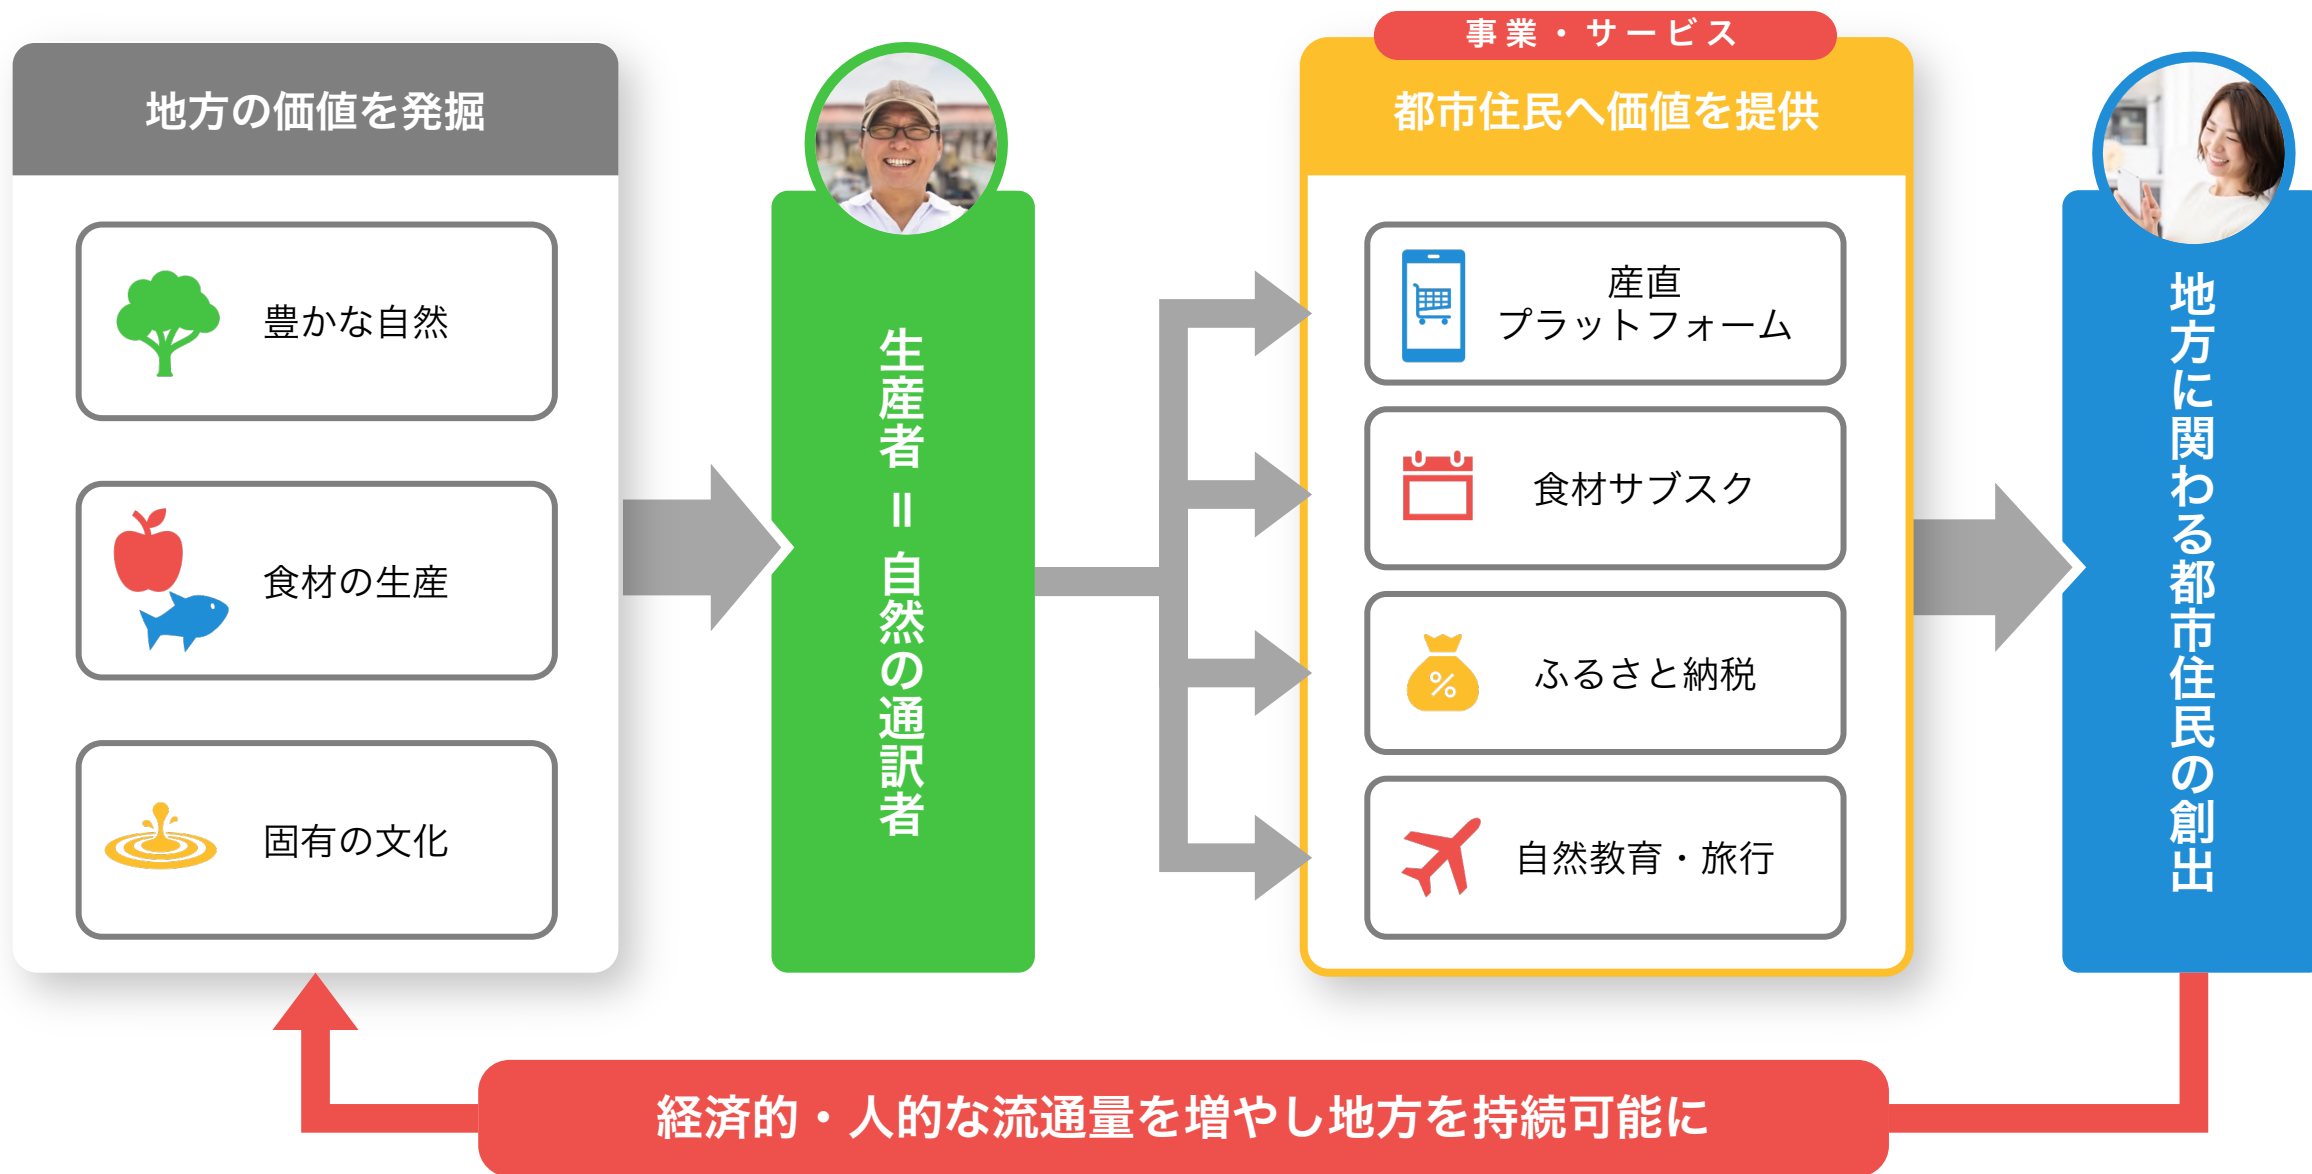 地方の価値を発掘
豊かな自然
食材の生産
固有の文化
生産者＝自然の通訳者
事業・サービス
都市住民へ価値を提供
産直
プラットフォーム
食材サブスク
ふるさと納税
自然教育・旅行
地方に関わる都市住民の創出
経済的・人的な流通量を増やし地方を持続可能に